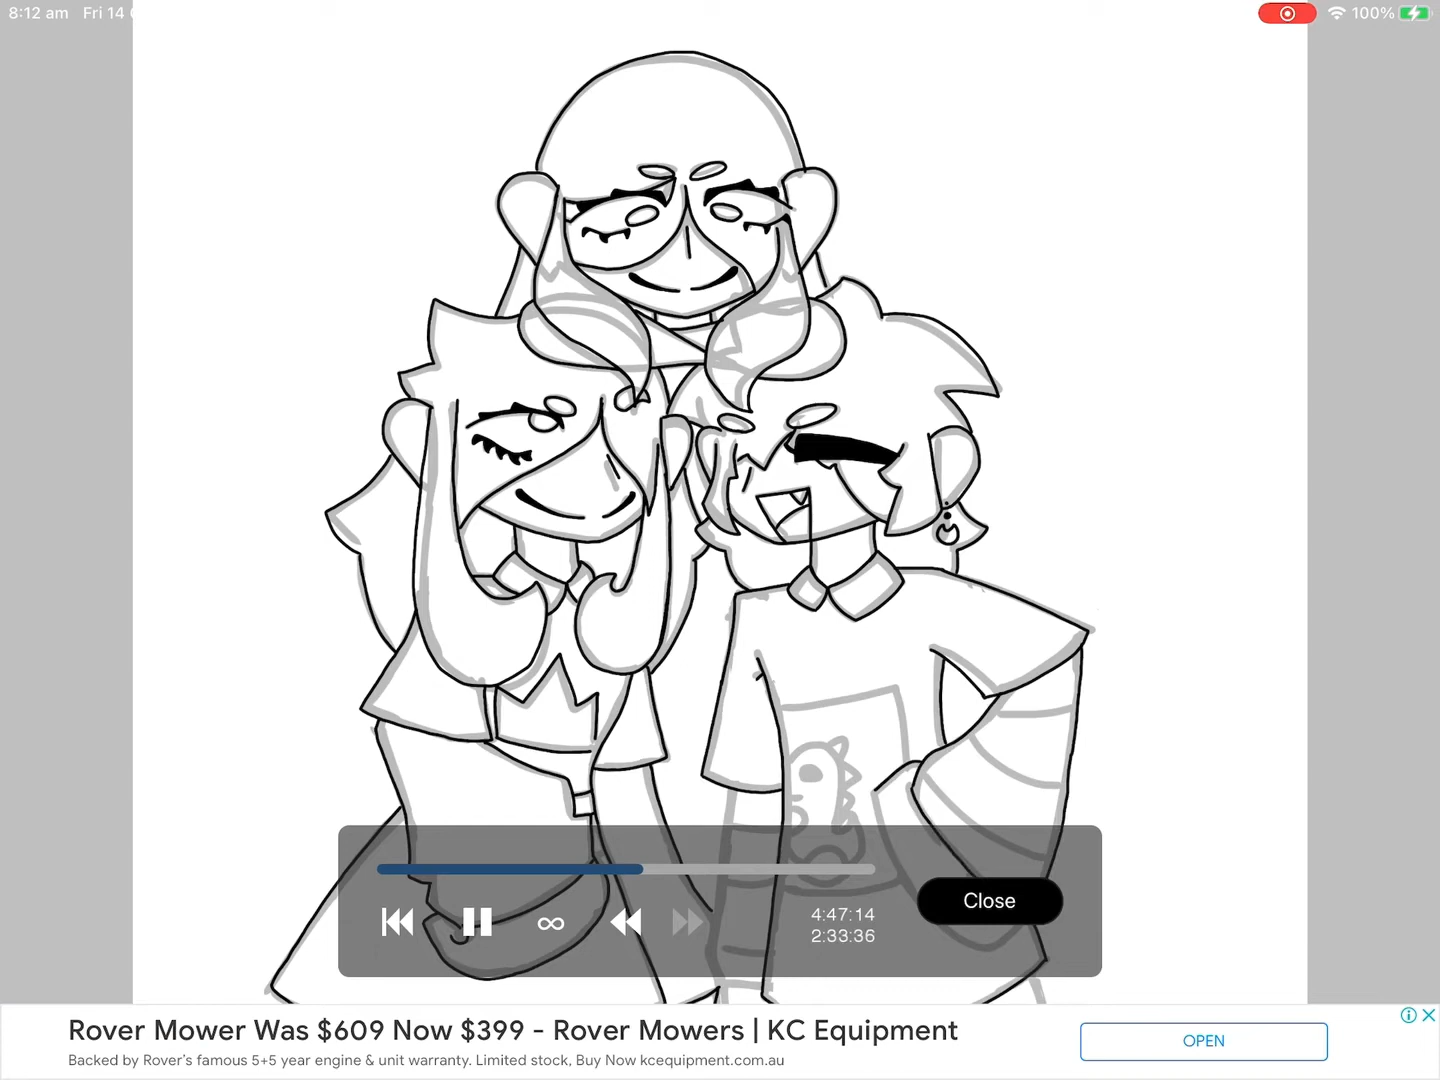 8:12 am Fri 14
100%
4:47:14
2:33:36
Close
Rover Mower Was $609 Now $399 - Rover Mowers | KC Equipment
Backed by Rover's famous 5+5 year engine & unit warranty. Limited stock, Buy Now kcequipment.com.au
OPEN